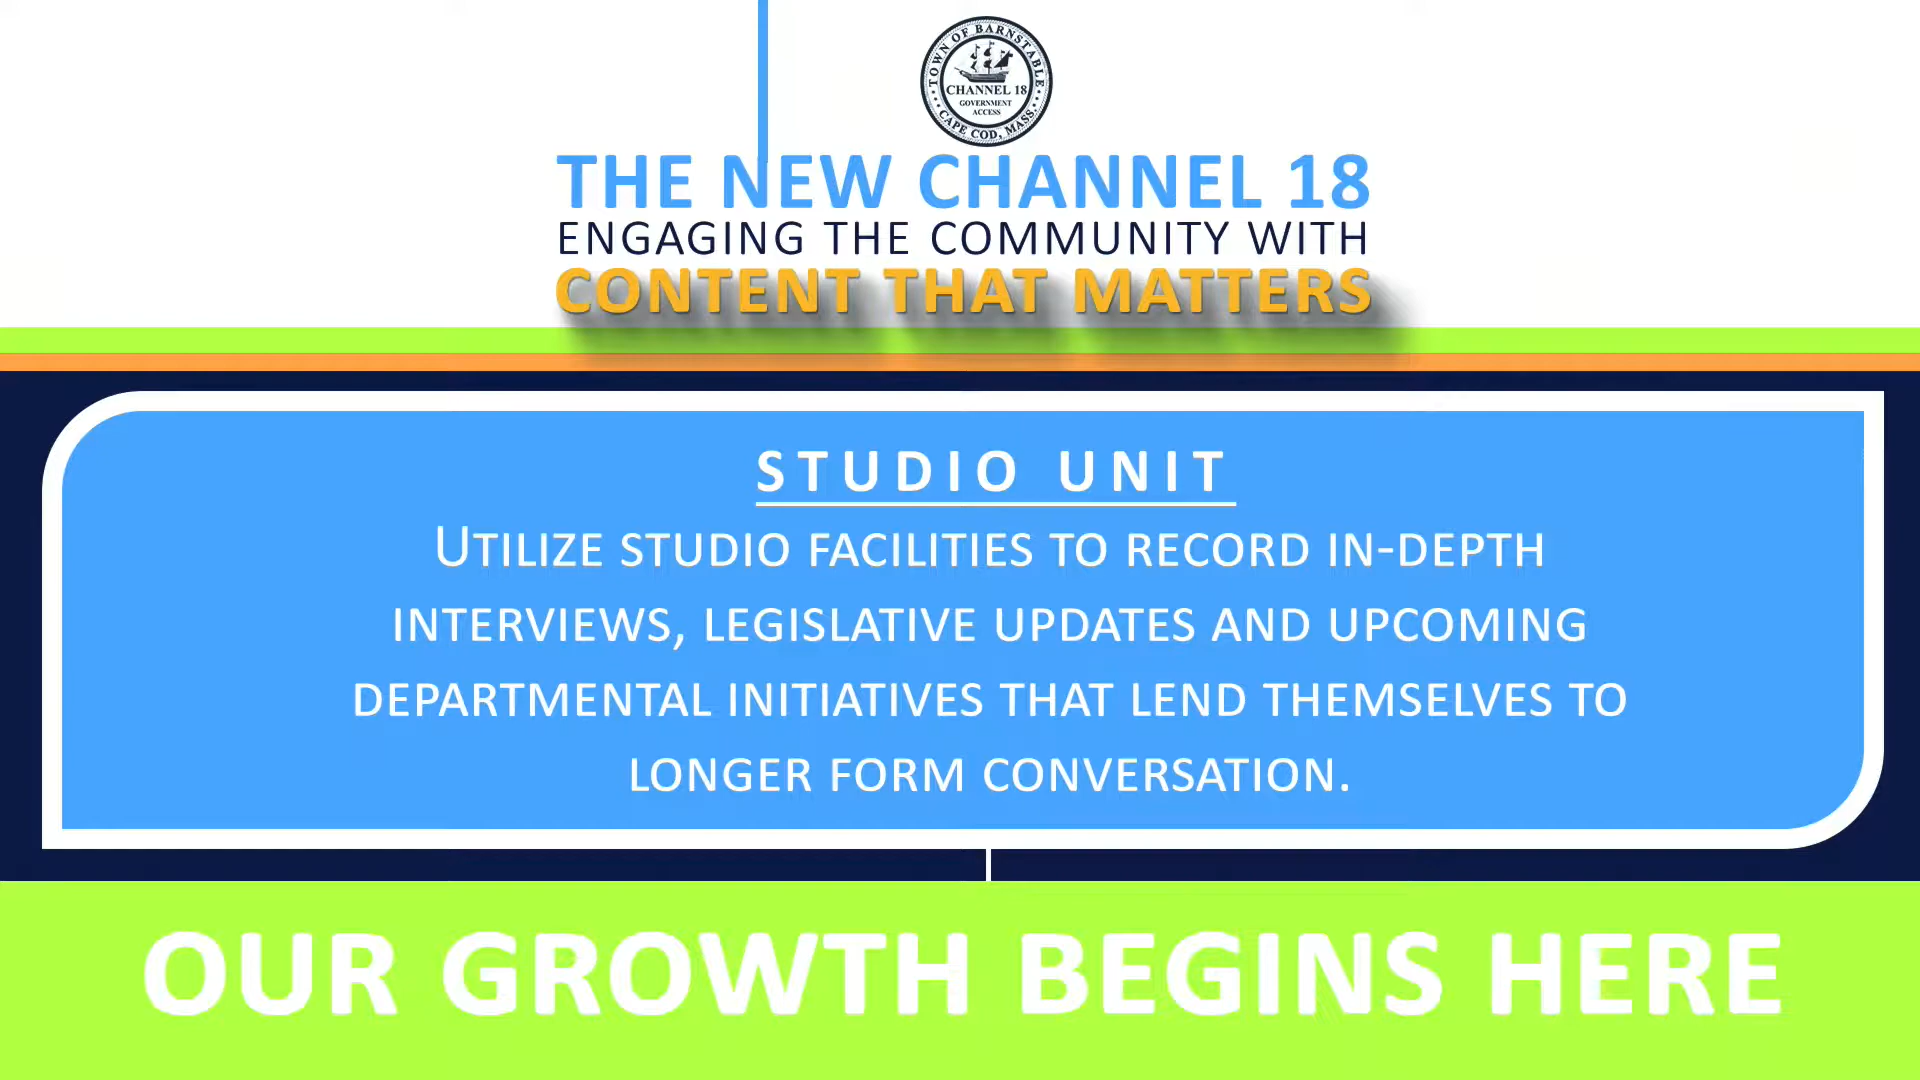 TOWN OF BARNSTABLE
CHANNEL 18
GOVERNMENT
ACCESS
CAPE COD, MASS.
THE NEW CHANNEL 18
ENGAGING THE COMMUNITY WITH
CONTENT THAT MATTERS
STUDIO UNIT
UTILIZE STUDIO FACILITIES TO RECORD IN-DEPTH
INTERVIEWS, LEGISLATIVE UPDATES AND UPCOMING
DEPARTMENTAL INITIATIVES THAT LEND THEMSELVES TO
LONGER FORM CONVERSATION.
OUR GROWTH BEGINS HERE